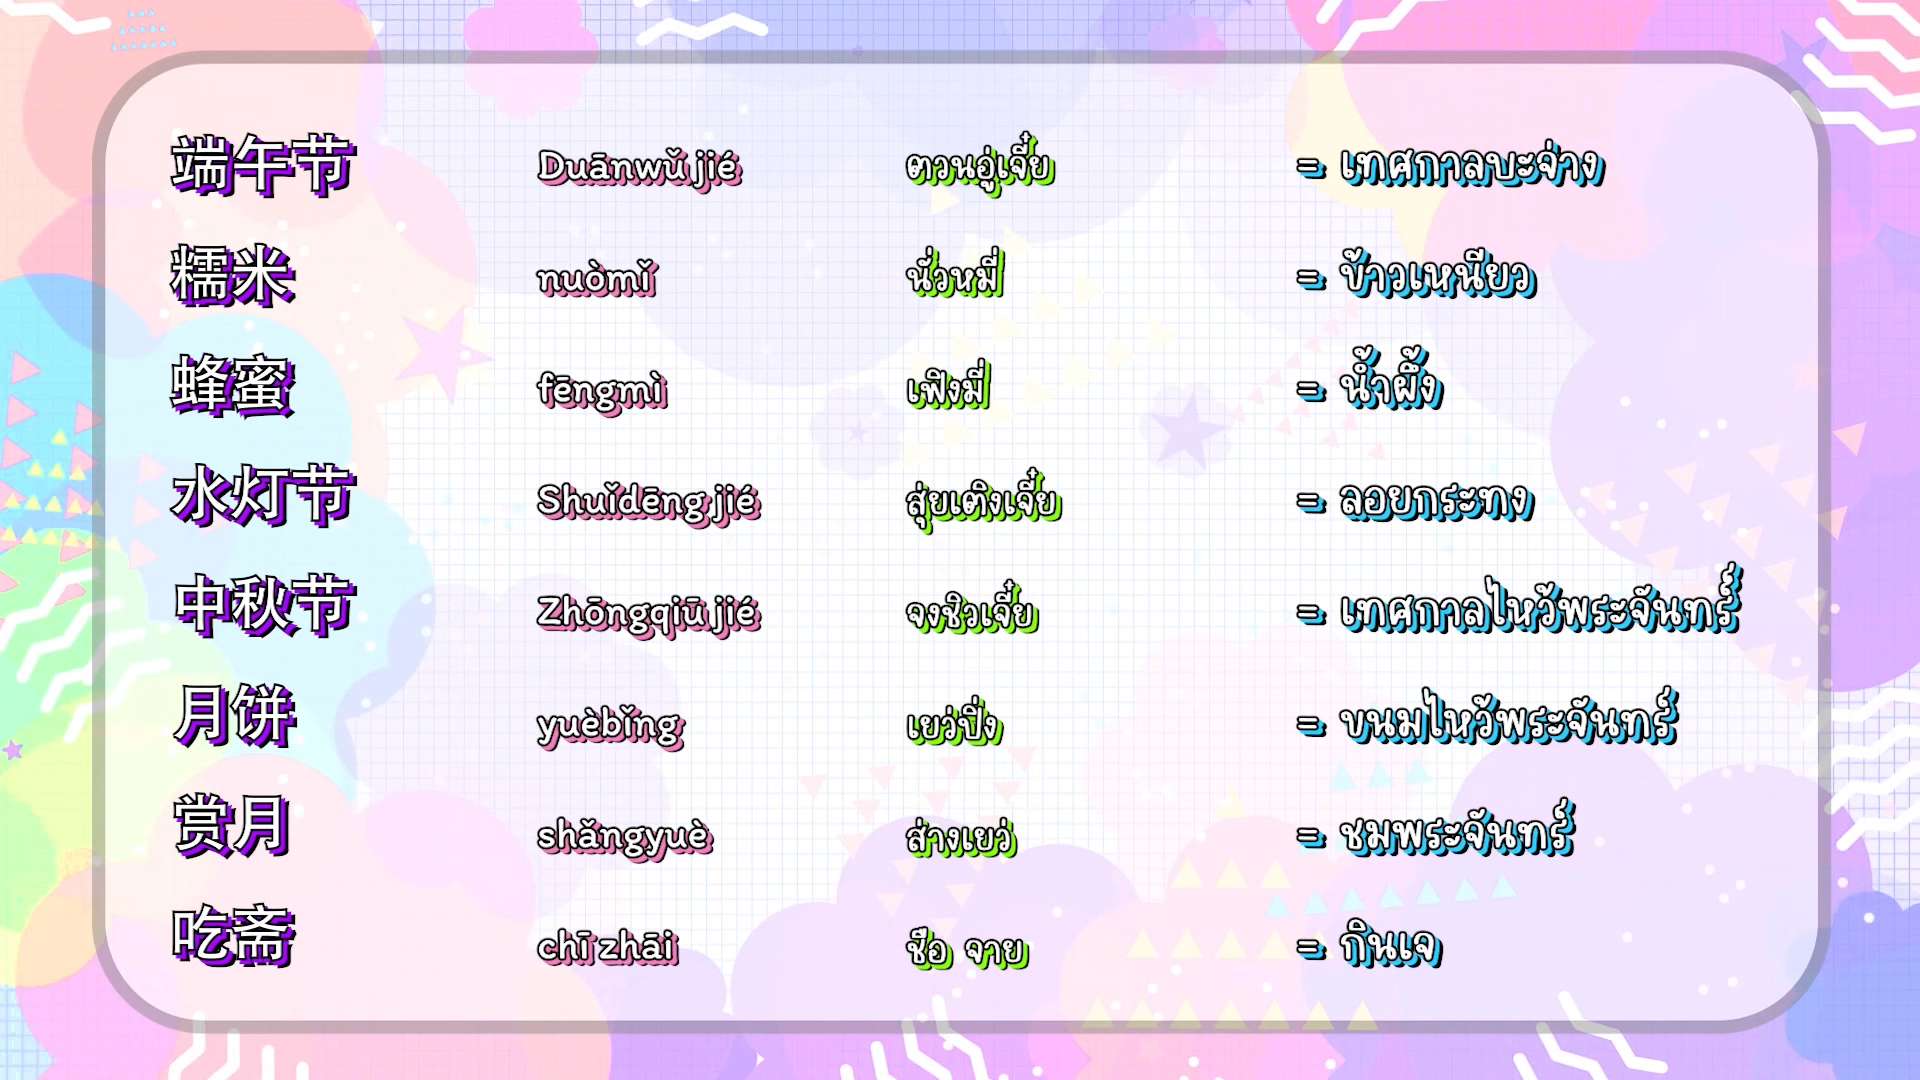 端午节 Duānwǔ jié ตวนอู่เจี๋ย = เทศกาลบะจ่าง
糯米 nuòmǐ นั่วหมี่ = ข้าวเหนียว
蜂蜜 fēngmì เฟิงมี่ = น้ำผึ้ง
水灯节 Shuǐdēng jié สุ่ยเติงเจี๋ย = ลอยกระทง
中秋节 Zhōngqiū jié จงชิวเจี๋ย = เทศกาลไหว้พระจันทร์
月饼 yuèbǐng เยว่ปิ่ง = ขนมไหว้พระจันทร์
赏月 shǎngyuè ส่างเยว่ = ชมพระจันทร์
吃斋 chī zhāi ชือ จาย = กินเจ